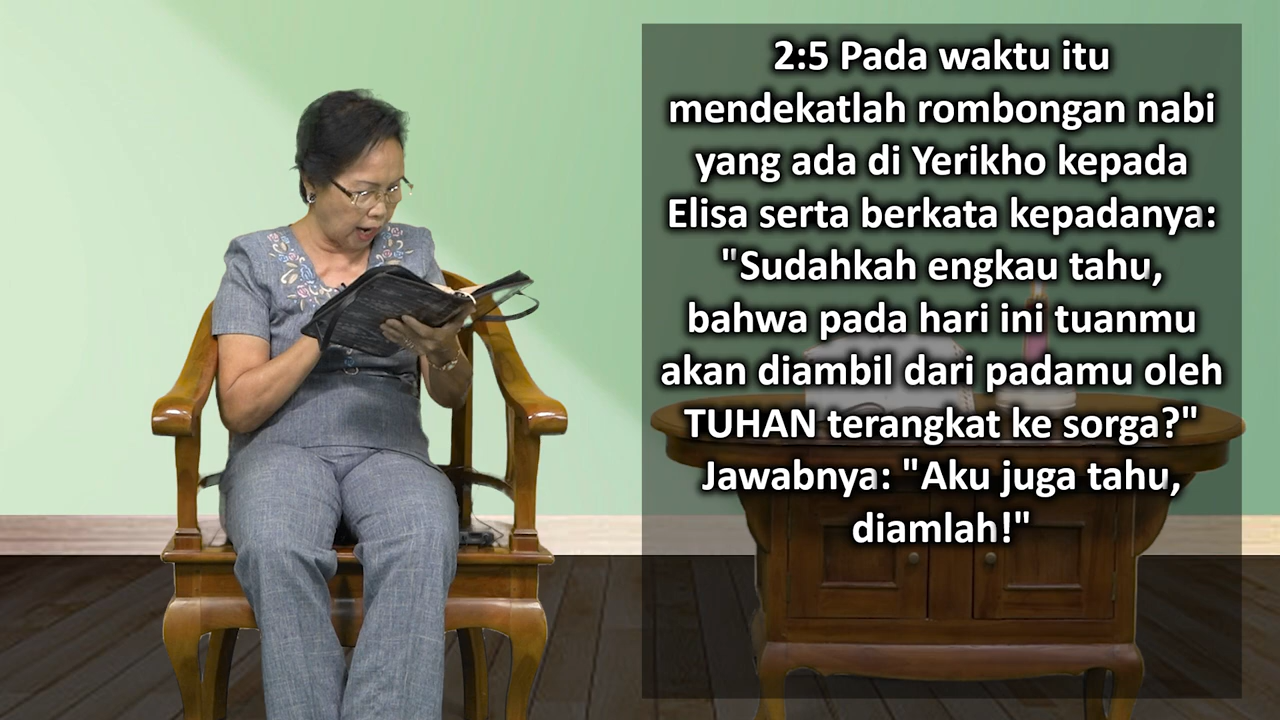 2:5 Pada waktu itu
mendekatlah rombongan nabi
yang ada di Yerikho kepada
Elisa serta berkata kepadanya:
"Sudahkah engkau tahu,
bahwa pada hari ini tuanmu
akan diambil dari padamu oleh
TUHAN terangkat ke sorga?"
Jawabnya: "Aku juga tahu,
diamlah!"